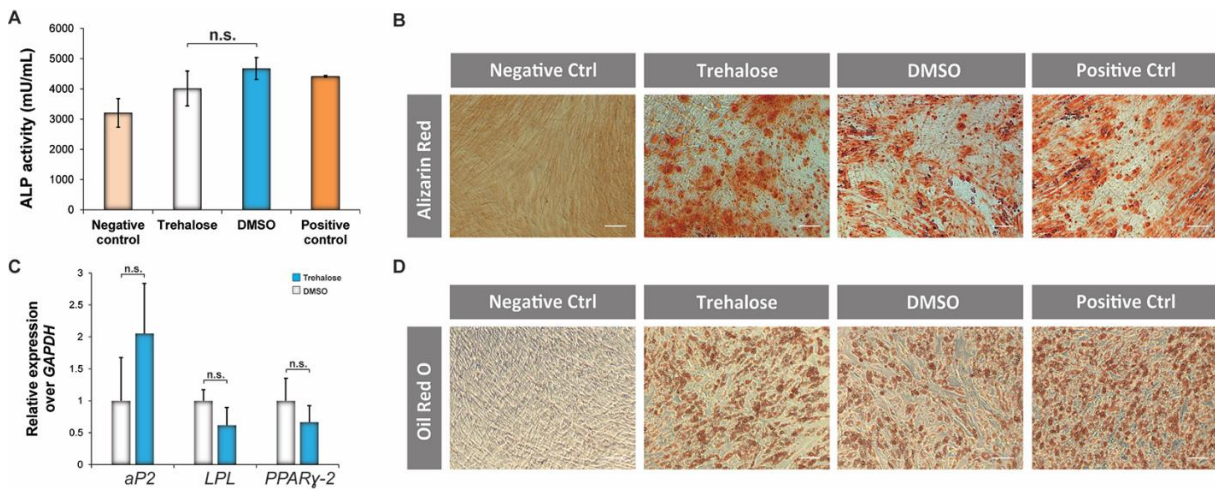 A
n.s.
ALP activity (mU/mL)
6000
5000
4000
3000
2000
1000
0
Negative control
Trehalose
DMSO
Positive control
B
Negative Ctrl
Trehalose
DMSO
Positive Ctrl
Alizarin Red
C
n.s.
n.s.
n.s.
Trehalose
DMSO
Relative expression
over GAPDH
3
2.5
2
1.5
1
0.5
0
aP2
LPL
PPARγ-2
D
Negative Ctrl
Trehalose
DMSO
Positive Ctrl
Oil Red O